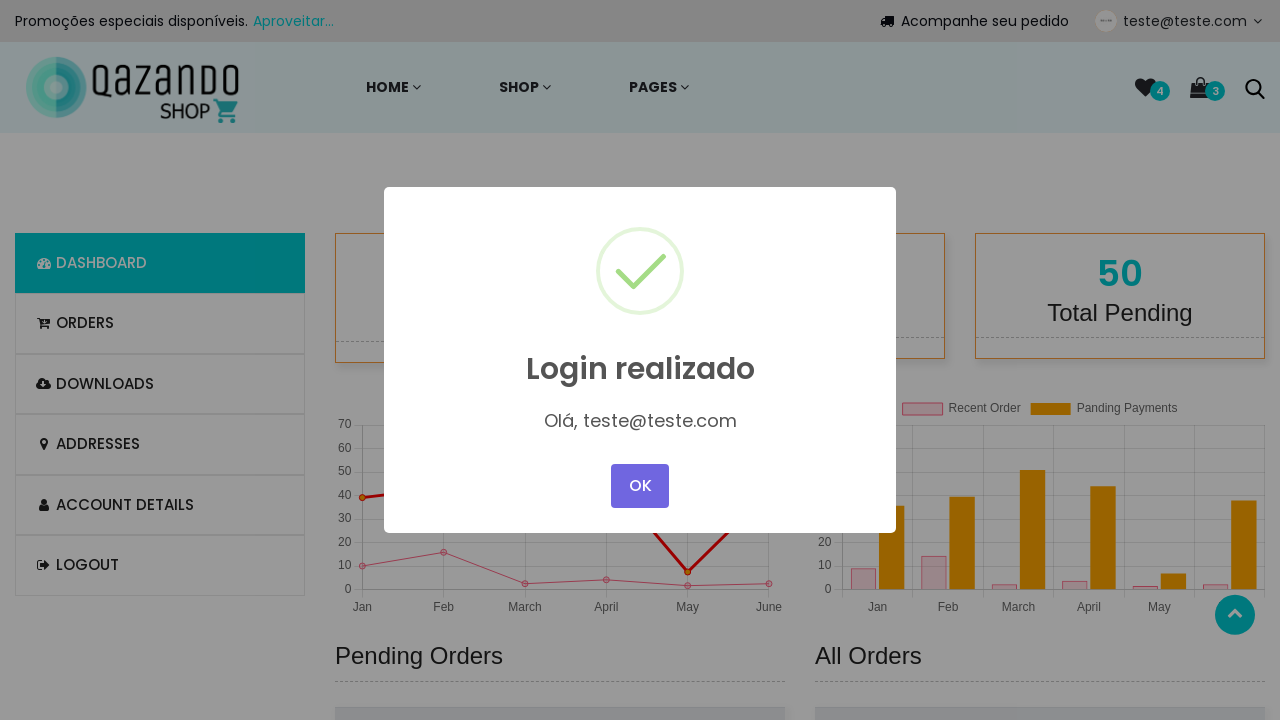 Promoções especiais disponíveis. Aproveitar...
Acompanhe seu pedido
teste@teste.com
QAZANDO
SHOP
HOME
SHOP
PAGES
4
3
DASHBOARD
ORDERS
DOWNLOADS
ADDRESSES
ACCOUNT DETAILS
LOGOUT
50
Total Pending
Login realizado
Olá, teste@teste.com
OK
70
60
50
40
30
20
10
0
Jan Feb March April May June
Recent Order Panding Payments
20
10
0
Jan Feb March April May
Pending Orders
All Orders